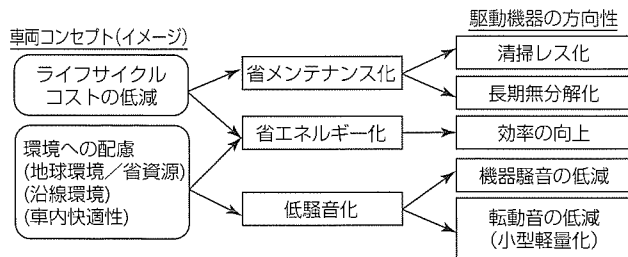 車両コンセプト(イメージ)
ライフサイクル
コストの低減
環境への配慮
(地球環境／省資源)
(沿線環境)
(車内快適性)
省メンテナンス化
省エネルギー化
低騒音化
駆動機器の方向性
清掃レス化
長期無分解化
効率の向上
機器騒音の低減
転動音の低減
(小型軽量化)